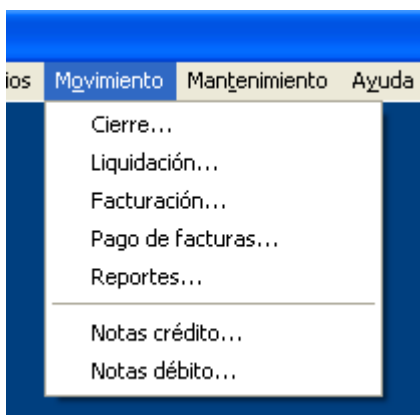 ios Movimiento Mantenimiento Ayuda
Cierre...
Liquidación...
Facturación...
Pago de facturas...
Reportes...
Notas crédito...
Notas débito...